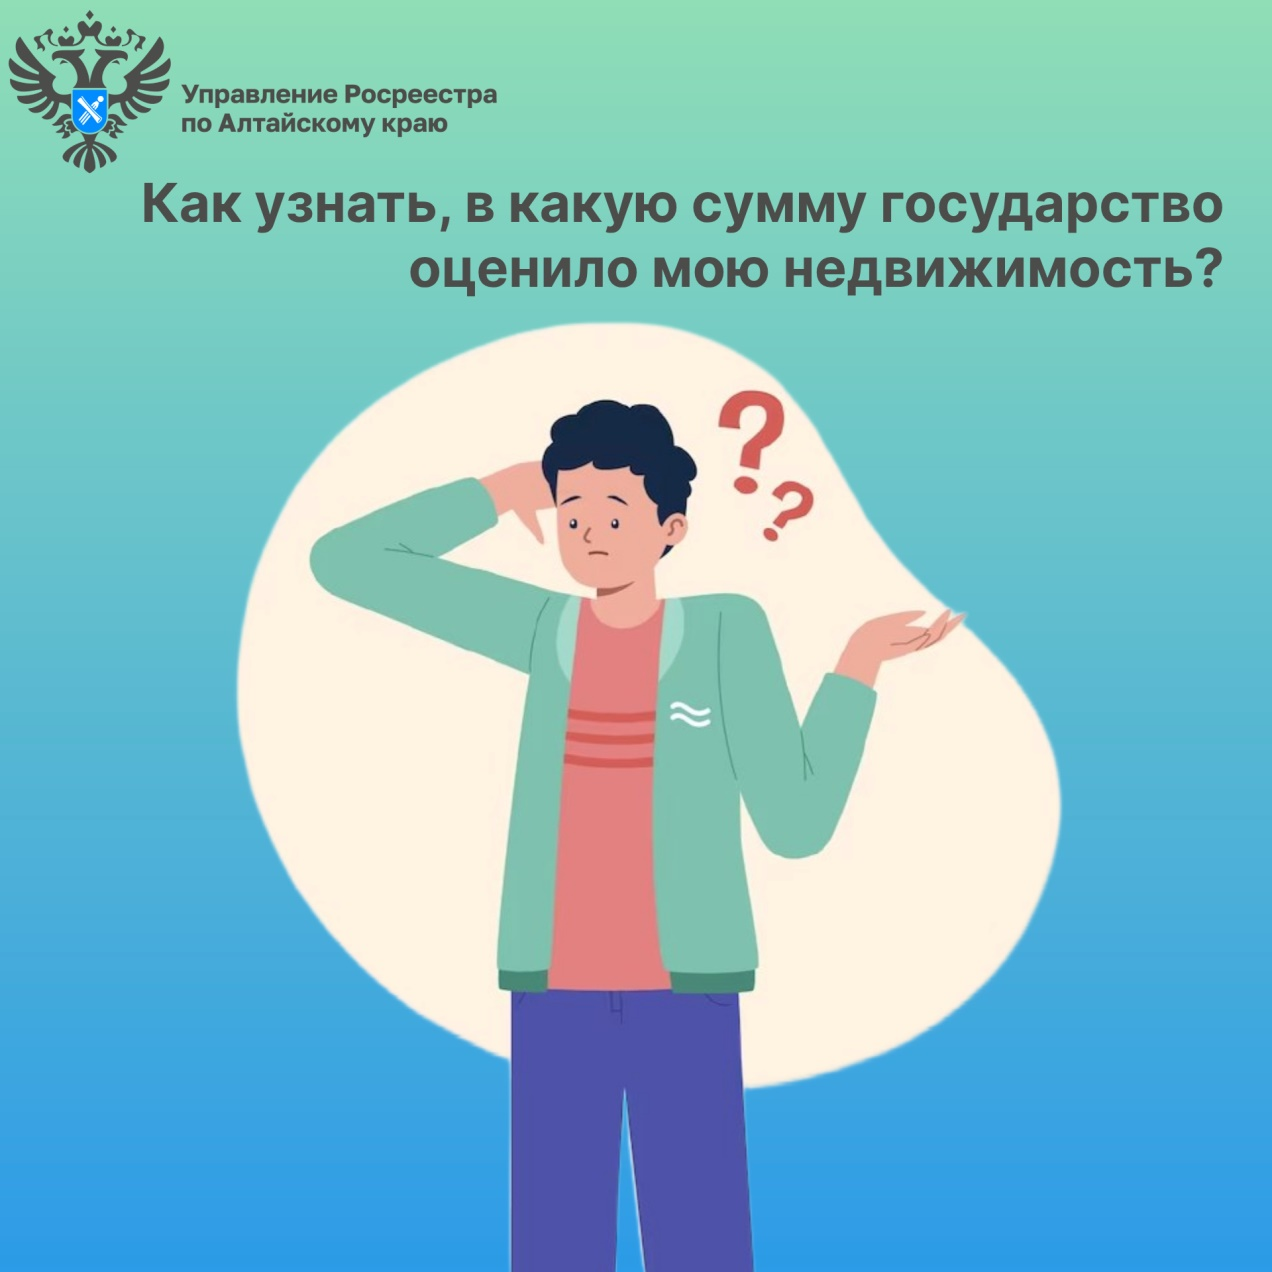 Управление Росреестра
по Алтайскому краю
Как узнать, в какую сумму государство
оценило мою недвижимость?
? ?